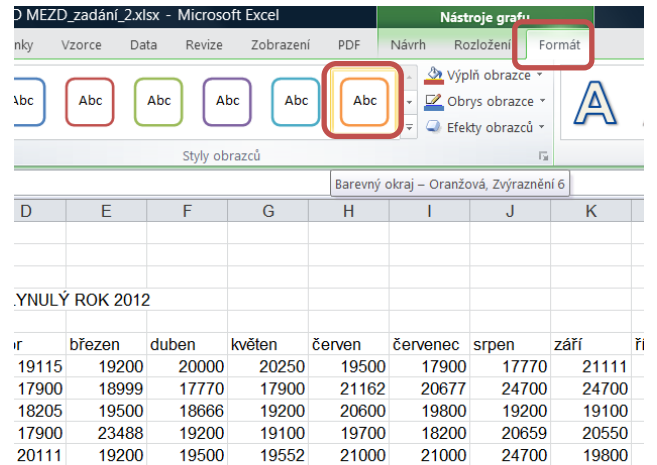 D MEZD_zadání_2.xlsx - Microsoft Excel Nástroje grafu
nky Vzorce Data Revize Zobrazení PDF Návrh Rozložení Formát
Abc Abc Abc Abc Abc Abc Výplň obrazce A
Obrys obrazce
Efekty obrazců
Styly obrazců
Barevný okraj – Oranžová, Zvýraznění 6
D E F G H I J K
LYNULÝ ROK 2012
or březen duben květen červen červenec srpen září ří
19115 19200 20000 20250 19500 17900 17770 21111
17900 18999 17770 17900 21162 20677 24700 24700
18205 19500 18666 19200 20600 19800 19200 19100
17900 23488 19200 19100 19700 18200 20659 20550
20111 19200 19500 19552 21000 21000 24700 19800